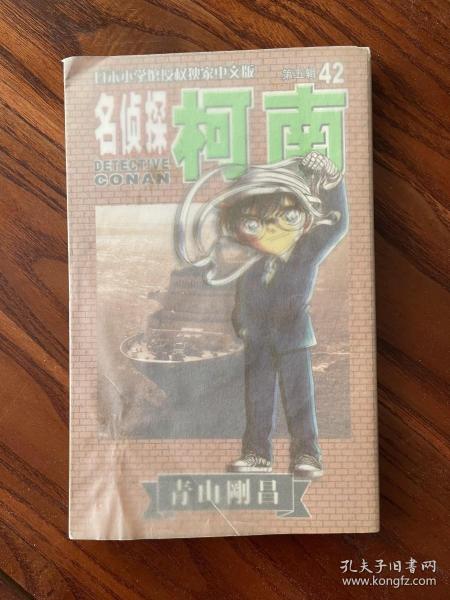 日本小学馆授权独家中文版
第五辑 42
名侦探 柯南
DETECTIVE
CONAN
青山剛昌
孔夫子旧书网
www.kongfz.com